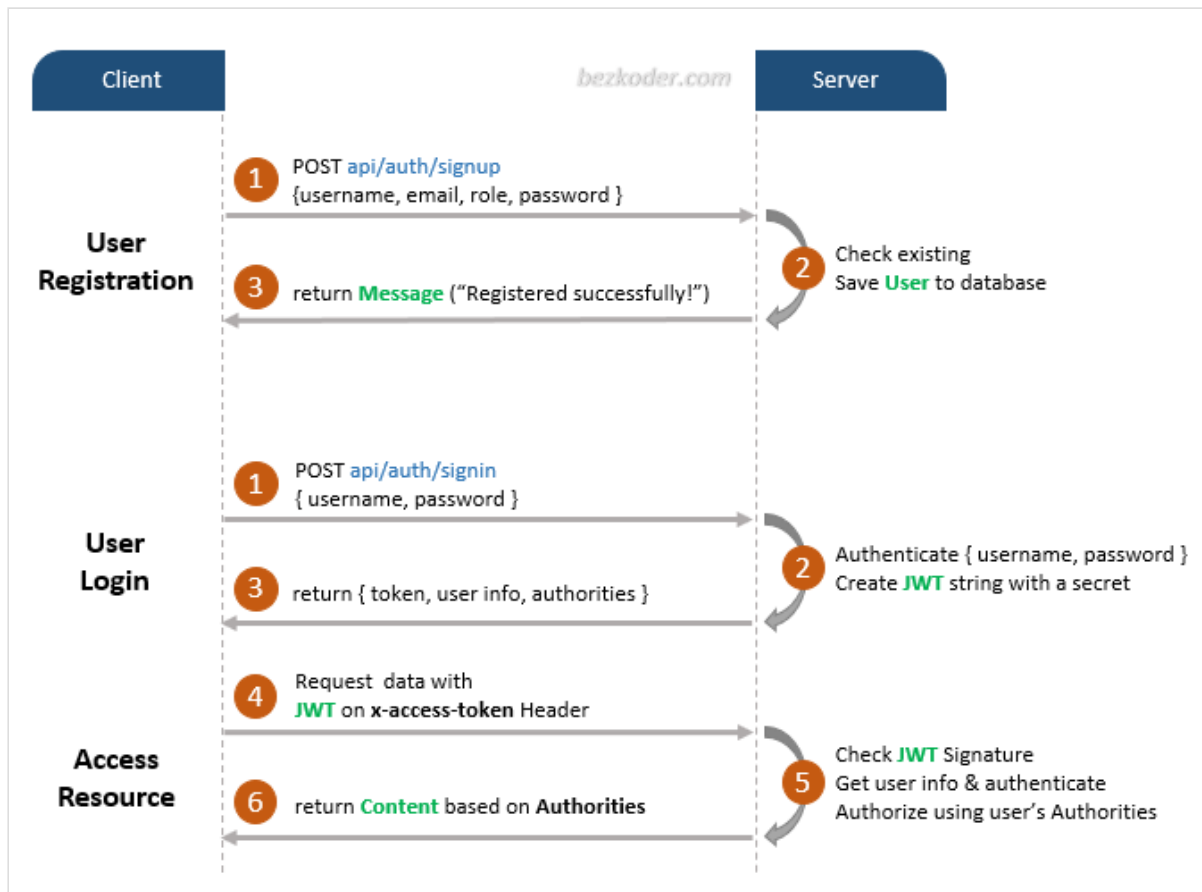 Client
bezkoder.com
Server
1
POST api/auth/signup
{username, email, role, password }
User
Registration
2
Check existing
Save User to database
3
return Message (“Registered successfully!”)
1
POST api/auth/signin
{ username, password }
User
Login
2
Authenticate { username, password }
Create JWT string with a secret
3
return { token, user info, authorities }
4
Request data with
JWT on x-access-token Header
Access
Resource
5
Check JWT Signature
Get user info & authenticate
Authorize using user’s Authorities
6
return Content based on Authorities